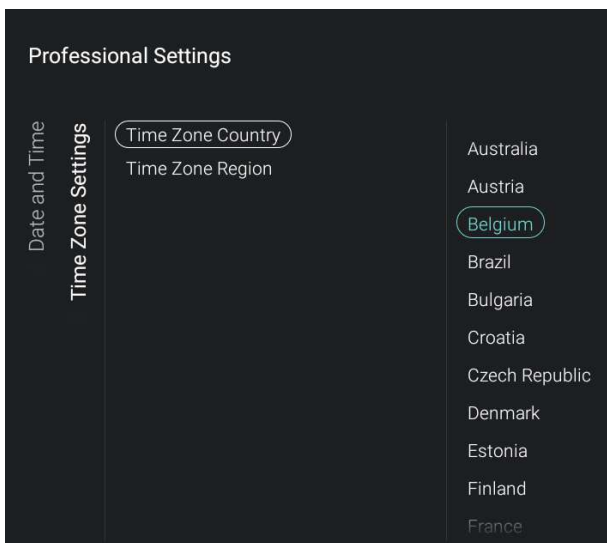 Professional Settings
Date and Time
Time Zone Settings
Time Zone Country
Time Zone Region
Australia
Austria
Belgium
Brazil
Bulgaria
Croatia
Czech Republic
Denmark
Estonia
Finland
France